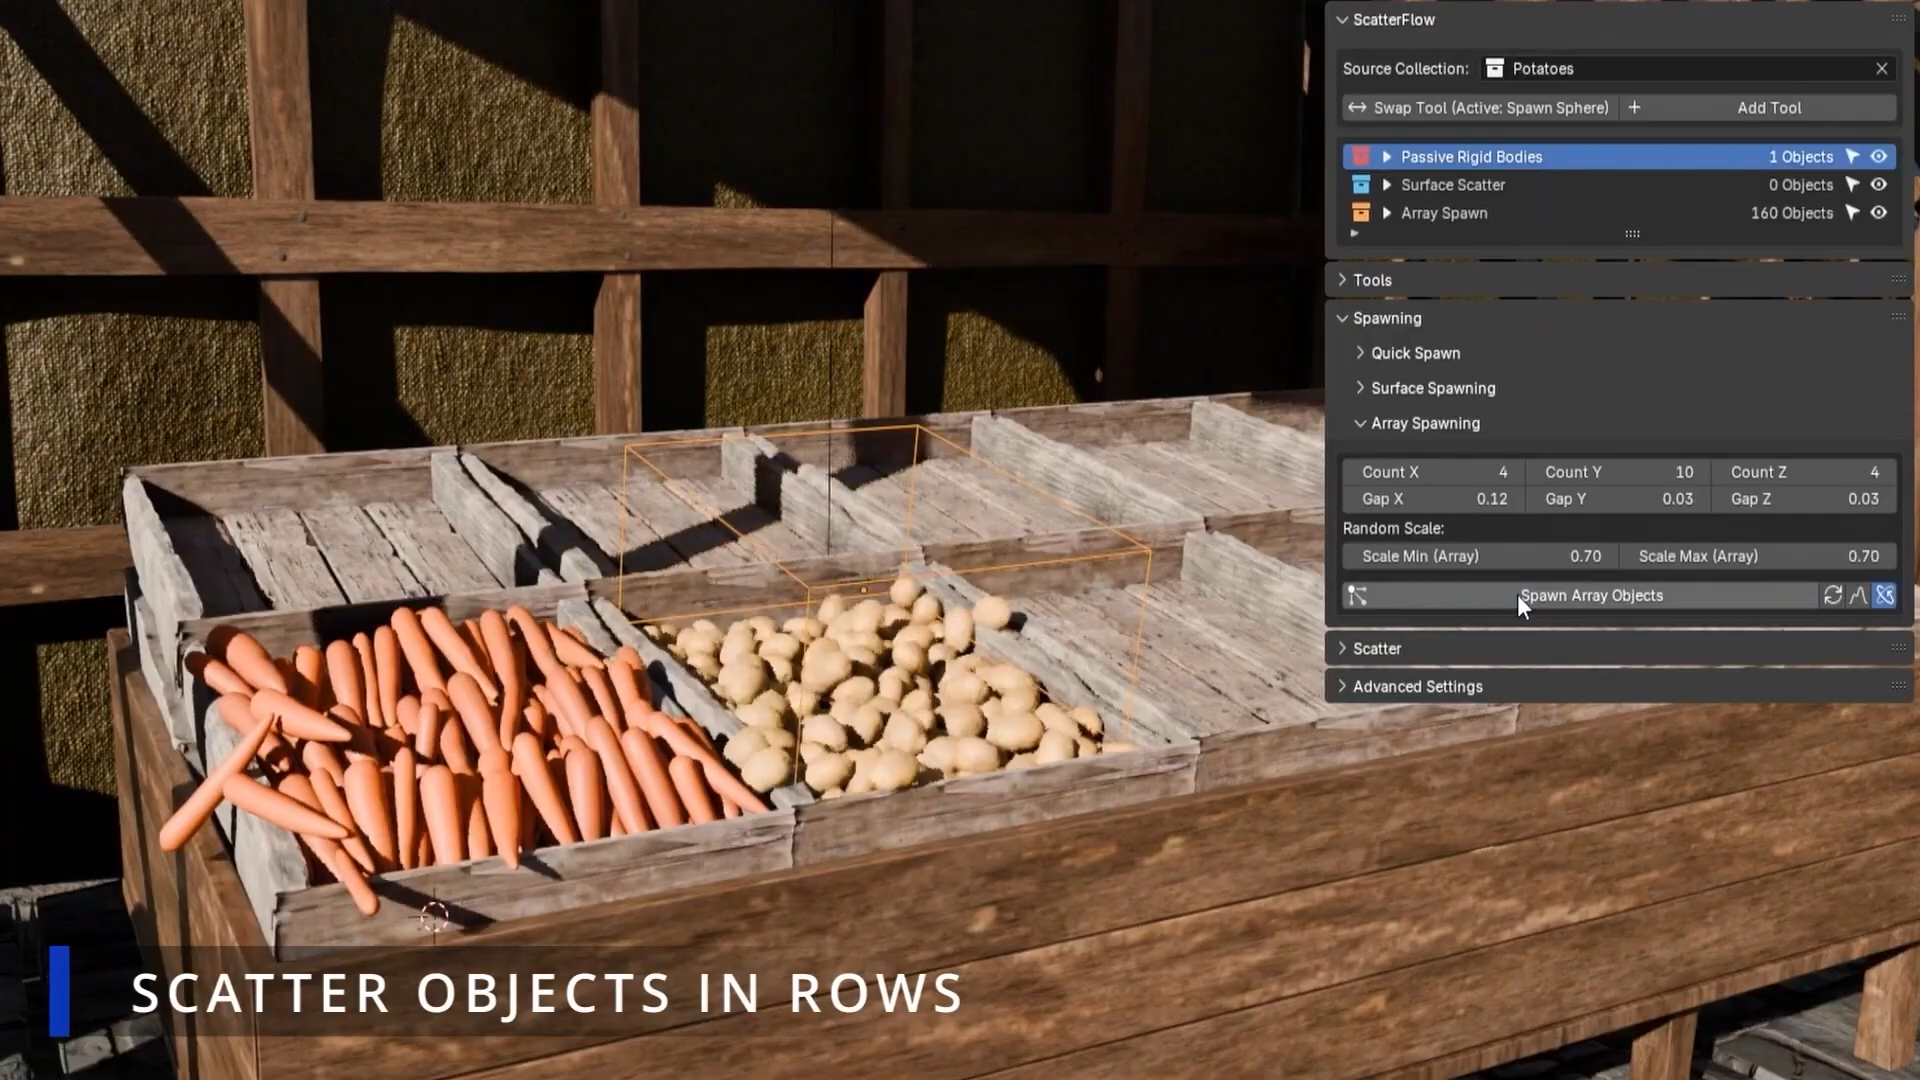 ScatterFlow
Source Collection: Potatoes
Swap Tool (Active: Spawn Sphere) Add Tool
Passive Rigid Bodies 1 Objects
Surface Scatter 0 Objects
Array Spawn 160 Objects
Tools
Spawning
Quick Spawn
Surface Spawning
Array Spawning
Count X 4 Count Y 10 Count Z 4
Gap X 0.12 Gap Y 0.03 Gap Z 0.03
Random Scale:
Scale Min (Array) 0.70 Scale Max (Array) 0.70
Spawn Array Objects
Scatter
Advanced Settings
SCATTER OBJECTS IN ROWS